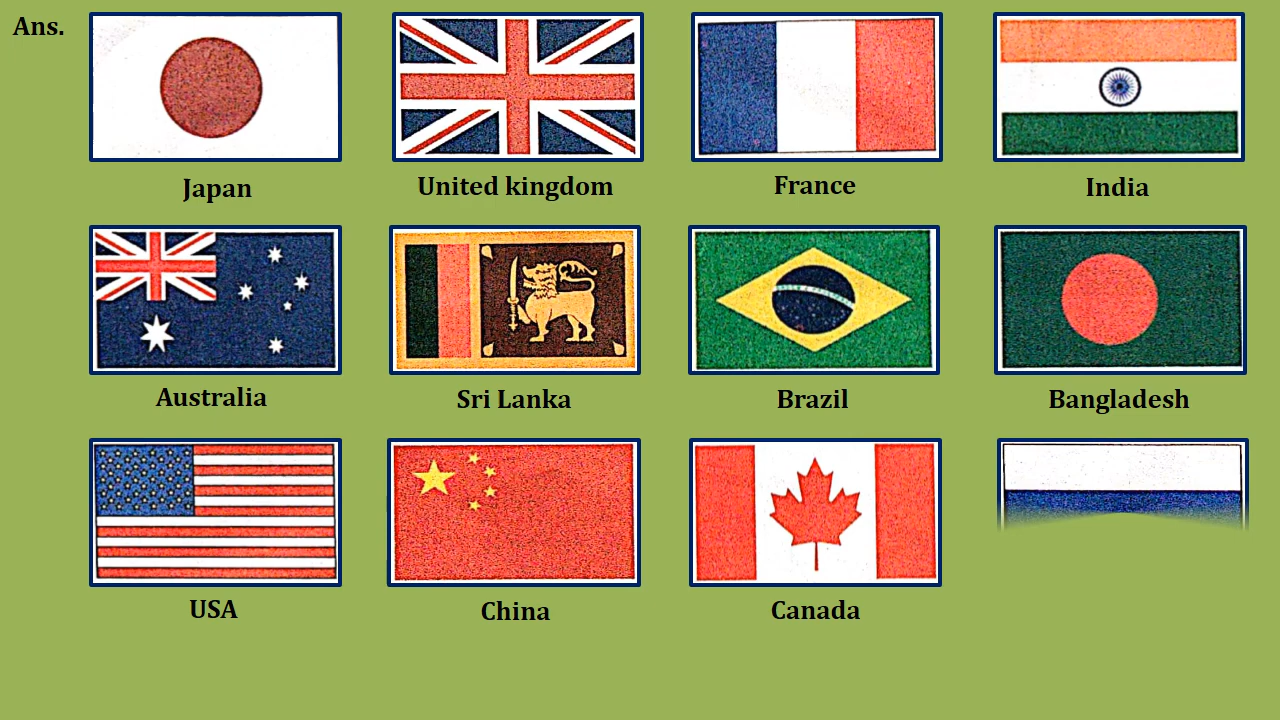 Ans.
Japan
United kingdom
France
India
Australia
Sri Lanka
Brazil
Bangladesh
USA
China
Canada